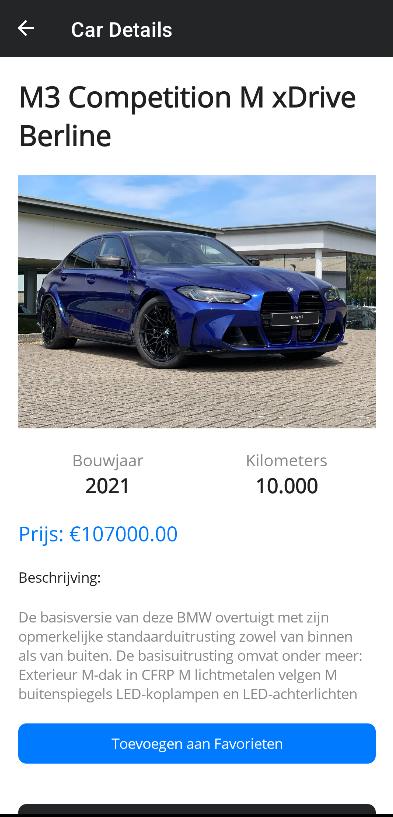 Car Details
M3 Competition M xDrive
Berline
Bouwjaar
Kilometers
2021
10.000
Prijs: €107000.00
Beschrijving:
De basisversie van deze BMW overtuigt met zijn
opmerkelijke standaarduitrusting zowel van binnen
als van buiten. De basisuitrusting omvat onder meer:
Exterieur M-dak in CFRP M lichtmetalen velgen M
buitenspiegels LED-koplampen en LED-achterlichten
Toevoegen aan Favorieten